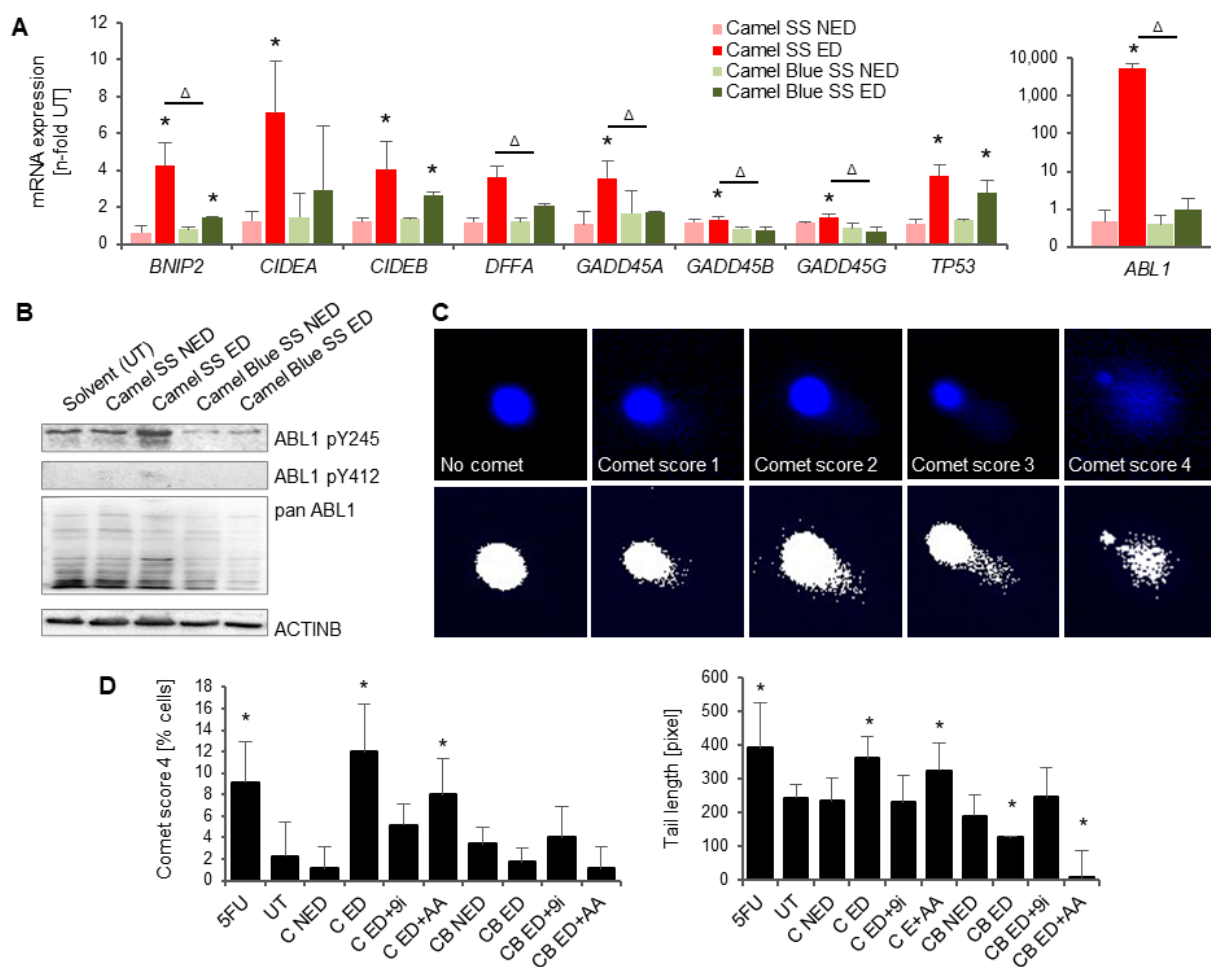 A
mRNA expression
[n-fold UT]
12
10
8
6
4
2
0
*
Δ
*
*
*
*
Δ
*
Δ
*
Δ
*
Δ
*
*
BNIP2 CIDEA CIDEB DFFA GADD45A GADD45B GADD45G TP53
Camel SS NED
Camel SS ED
Camel Blue SS NED
Camel Blue SS ED
10,000
1,000
100
10
1
0
*
Δ
ABL1
B
Solvent (UT)
Camel SS NED
Camel SS ED
Camel Blue SS NED
Camel Blue SS ED
ABL1 pY245
ABL1 pY412
pan ABL1
ACTINB
C
No comet
Comet score 1
Comet score 2
Comet score 3
Comet score 4
D
Comet score 4 [% cells]
18
16
14
12
10
8
6
4
2
0
*
*
*
5FU
UT
C NED
C ED
C ED+9i
C ED+AA
CB NED
CB ED
CB ED+9i
CB ED+AA
Tail length [pixel]
600
500
400
300
200
100
0
*
*
*
*
*
5FU
UT
C NED
C ED
C ED+9i
C E+AA
CB NED
CB ED
CB ED+9i
CB ED+AA